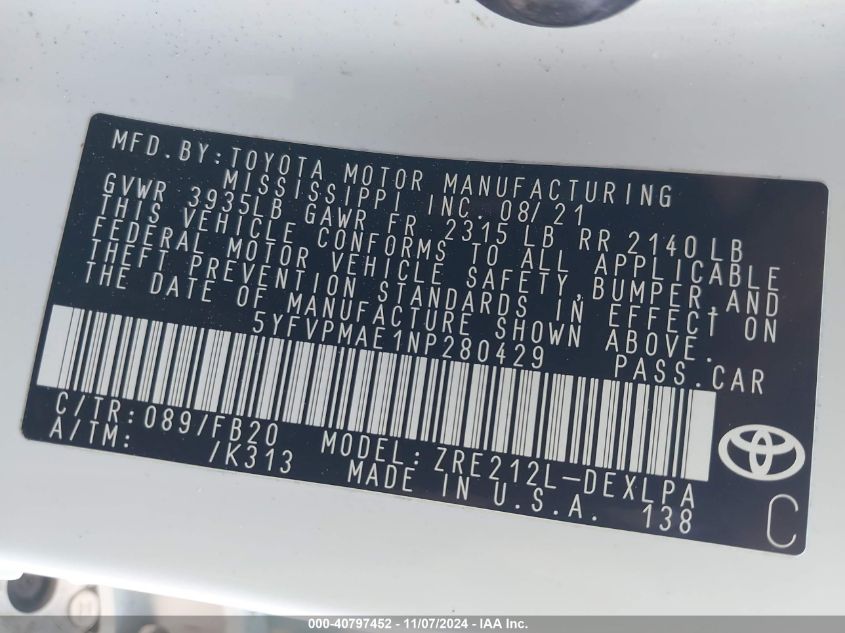 MFD.BY:TOYOTA MOTOR MANUFACTURING
MISSISSIPPI INC. 08/21
GVWR 3935LB GAWR FR 2315 LB RR 2140 LB
THIS VEHICLE CONFORMS TO ALL APPLICABLE
FEDERAL MOTOR VEHICLE SAFETY,BUMPER,AND
THEFT PREVENTION STANDARDS IN EFFECT ON
THE DATE OF MANUFACTURE SHOWN ABOVE.
5YFVPMAE1NP280429 PASS.CAR
C/TR:089/FB20 MODEL:ZRE212L-DEXLPA
A/TM: /K313 MADE IN U.S.A. 138
C
000-40797452 - 11/07/2024 - IAA Inc.